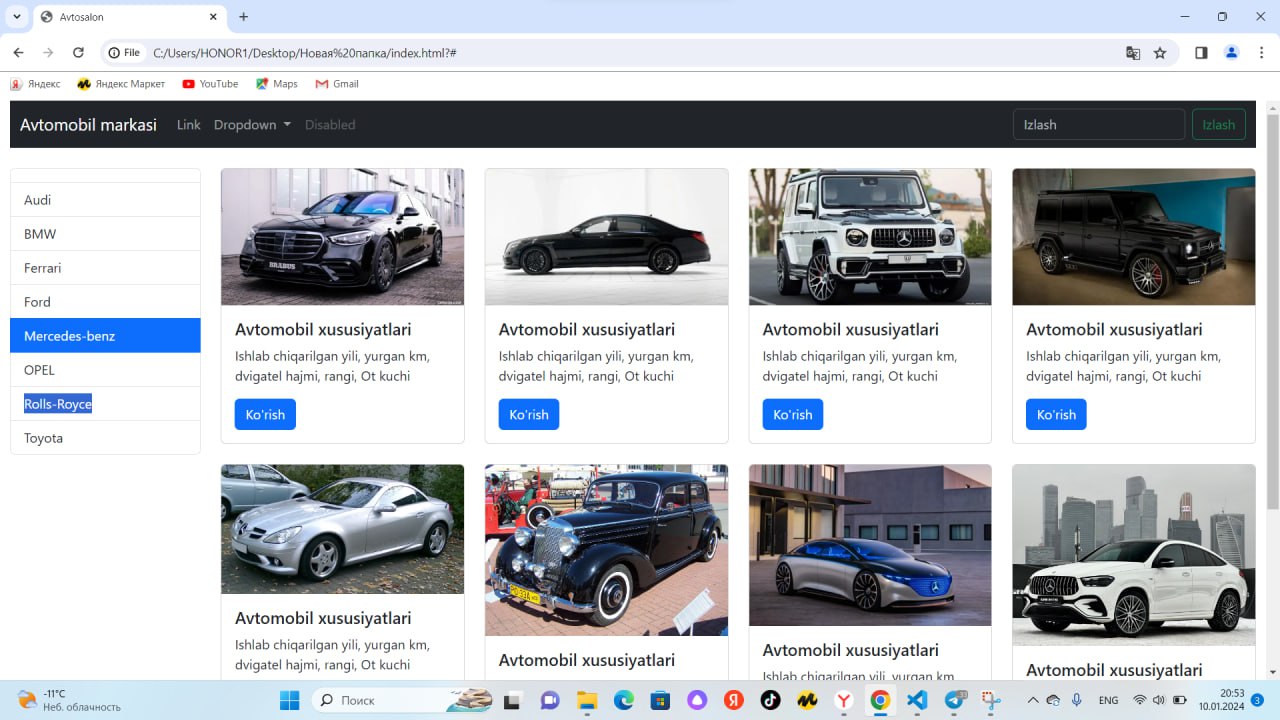 Avtosalon
File C:/Users/HONOR1/Desktop/Новая%20папка/index.html?#
Яндекс Яндекс Маркет YouTube Maps Gmail
Avtomobil markasi Link Dropdown Disabled Izlash Izlash
Audi
BMW
Ferrari
Ford
Mercedes-benz
OPEL
Rolls-Royce
Toyota
BRABUS
Avtomobil xususiyatlari
Ishlab chiqarilgan yili, yurgan km,
dvigatel hajmi, rangi, Ot kuchi
Ko'rish
Avtomobil xususiyatlari
Ishlab chiqarilgan yili, yurgan km,
dvigatel hajmi, rangi, Ot kuchi
Ko'rish
Avtomobil xususiyatlari
Ishlab chiqarilgan yili, yurgan km,
dvigatel hajmi, rangi, Ot kuchi
Ko'rish
Avtomobil xususiyatlari
Ishlab chiqarilgan yili, yurgan km,
dvigatel hajmi, rangi, Ot kuchi
Ko'rish
Avtomobil xususiyatlari
Ishlab chiqarilgan yili, yurgan km,
dvigatel hajmi, rangi, Ot kuchi
Avtomobil xususiyatlari
Avtomobil xususiyatlari
Ishlab chiqarilgan yili, yurgan km,
Avtomobil xususiyatlari
-11°C
Неб. облачность
Поиск
33
ENG
20:53
10.01.2024
3